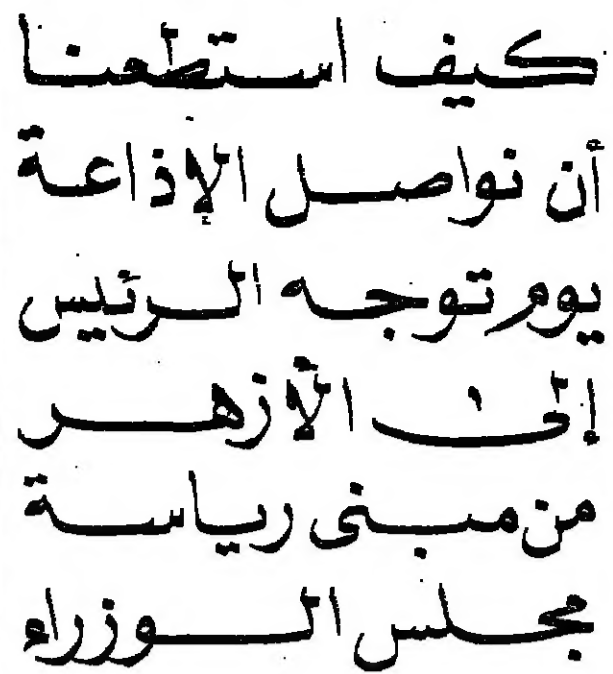 كيف استطعنا
أن نواصل الإذاعة
يوم توجه الرئيس
إلى الأزهر
من مبنى رياسة
مجلس الوزراء